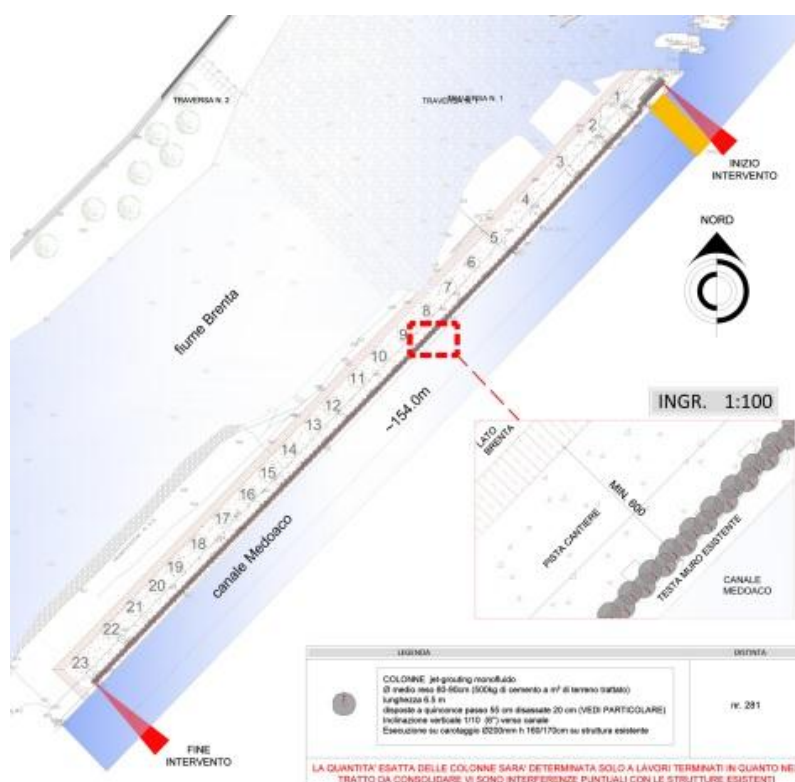 TRAVERSA N. 2
TRAVERSA N. 1
INIZIO
INTERVENTO
NORD
1
2
3
4
5
6
7
8
9
10
11
12
13
14
15
16
17
18
19
20
21
22
23
fiume Brenta
~154.0m
canale Medoaco
INGR. 1:100
LATO
BRENTA
MIN. 600
PISTA CANTIERE
TESTA MURO ESISTENTE
CANALE
MEDOACO
FINE
INTERVENTO
LEGENDA
DISTINTA
COLONNE jet-grouting monofluido
Ø medio reso 80-90cm (500kg di cemento a m³ di terreno trattato)
lunghezza 6.5 m
disposte a quinconce passo 55 cm disassate 20 cm (VEDI PARTICOLARE)
Inclinazione verticale 1/10 (6°) verso canale
Esecuzione su carotaggio Ø200mm h 160/170cm su struttura esistente
nr. 281
LA QUANTITA' ESATTA DELLE COLONNE SARA' DETERMINATA SOLO A LAVORI TERMINATI IN QUANTO NE
TRATTO DA CONSOLIDARE VI SONO INTERFERENZE PUNTUALI CON LE STRUTTURE ESISTENTI